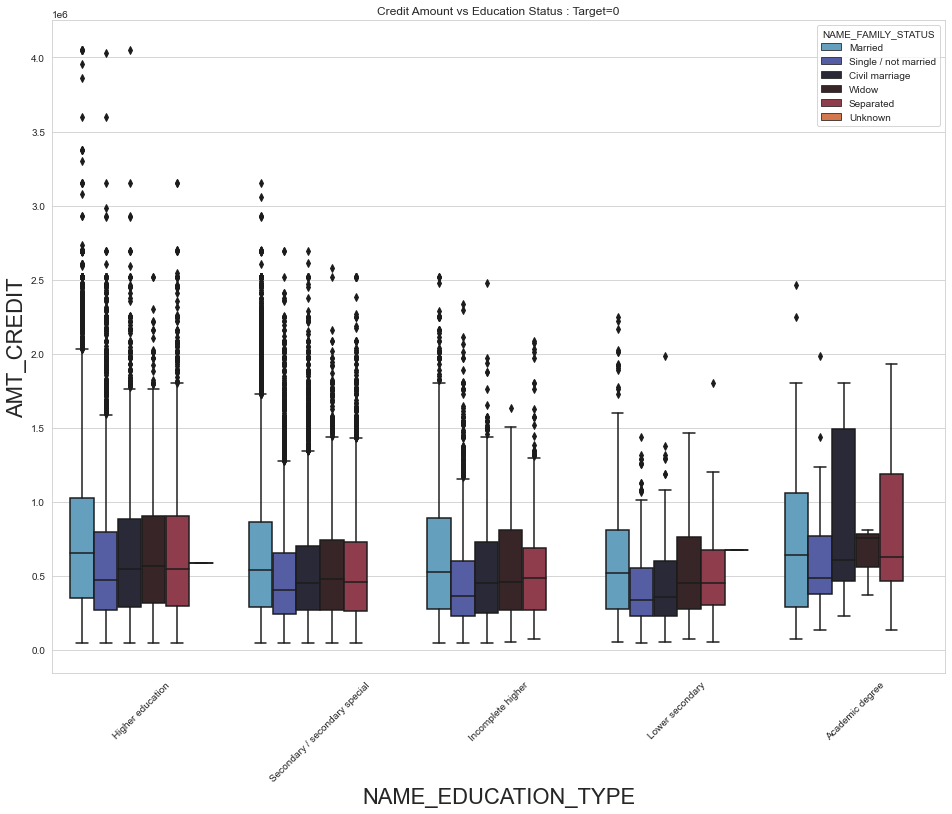 Credit Amount vs Education Status : Target=0
1e6
NAME_FAMILY_STATUS
Married
Single / not married
Civil marriage
Widow
Separated
Unknown
4.0
3.5
3.0
2.5
2.0
1.5
1.0
0.5
0.0
AMT_CREDIT
Higher education
Secondary / secondary special
Incomplete higher
Lower secondary
Academic degree
NAME_EDUCATION_TYPE